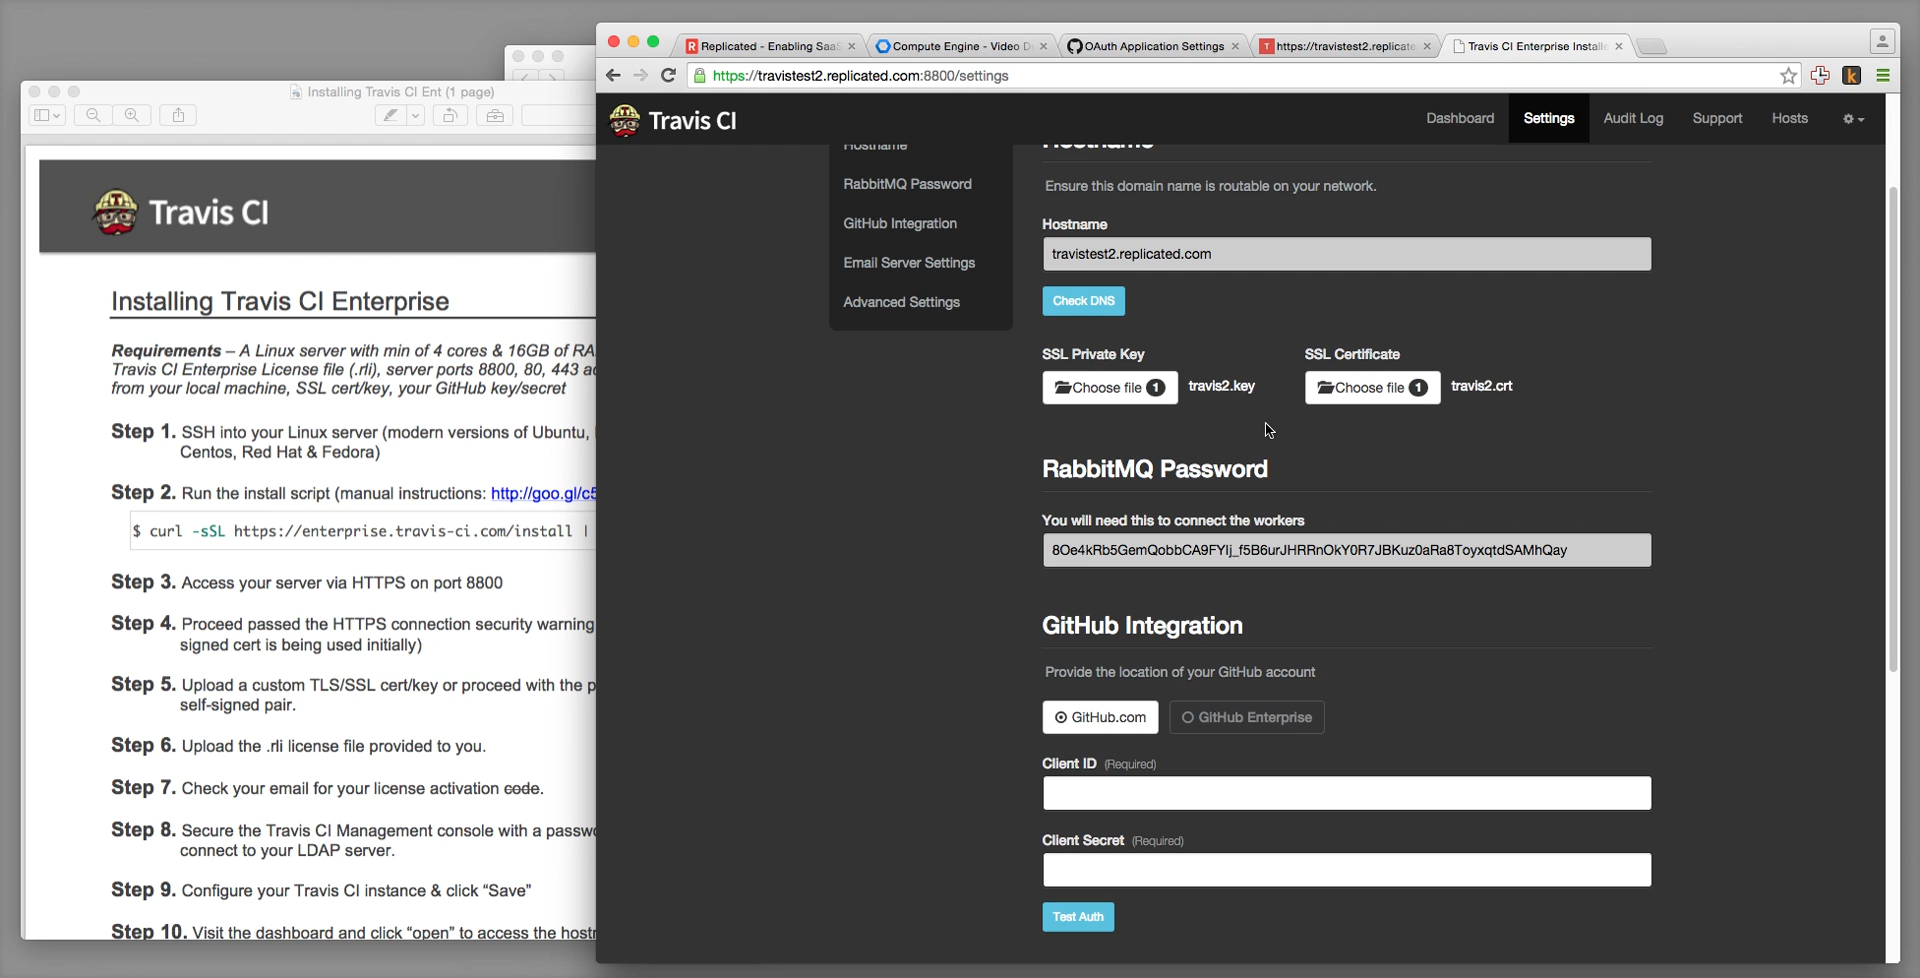 Installing Travis CI Ent (1 page)
Travis CI
Installing Travis CI Enterprise
Requirements – A Linux server with min of 4 cores & 16GB of RA
Travis CI Enterprise License file (.rli), server ports 8800, 80, 443 a
from your local machine, SSL cert/key, your GitHub key/secret
Step 1. SSH into your Linux server (modern versions of Ubuntu,
Centos, Red Hat & Fedora)
Step 2. Run the install script (manual instructions: http://goo.gl/c5
$ curl -sSL https://enterprise.travis-ci.com/install |
Step 3. Access your server via HTTPS on port 8800
Step 4. Proceed passed the HTTPS connection security warning
signed cert is being used initially)
Step 5. Upload a custom TLS/SSL cert/key or proceed with the p
self-signed pair.
Step 6. Upload the .rli license file provided to you.
Step 7. Check your email for your license activation code.
Step 8. Secure the Travis CI Management console with a passw
connect to your LDAP server.
Step 9. Configure your Travis CI instance & click “Save”
Step 10. Visit the dashboard and click “open” to access the hostn
Replicated - Enabling SaaS
Compute Engine - Video D
OAuth Application Settings
https://travistest2.replicate
Travis CI Enterprise Install
https://travistest2.replicated.com:8800/settings
Travis CI
Dashboard
Settings
Audit Log
Support
Hosts
Hostname
RabbitMQ Password
GitHub Integration
Email Server Settings
Advanced Settings
Hostname
Ensure this domain name is routable on your network.
Hostname
travistest2.replicated.com
Check DNS
SSL Private Key
Choose file 1 travis2.key
SSL Certificate
Choose file 1 travis2.crt
RabbitMQ Password
You will need this to connect the workers
8Oe4kRb5GemQobbCA9FYIj_f5B6urJHRRnOkY0R7JBKuz0aRa8ToyxqtdSAMhQay
GitHub Integration
Provide the location of your GitHub account
GitHub.com
GitHub Enterprise
Client ID (Required)
Client Secret (Required)
Test Auth